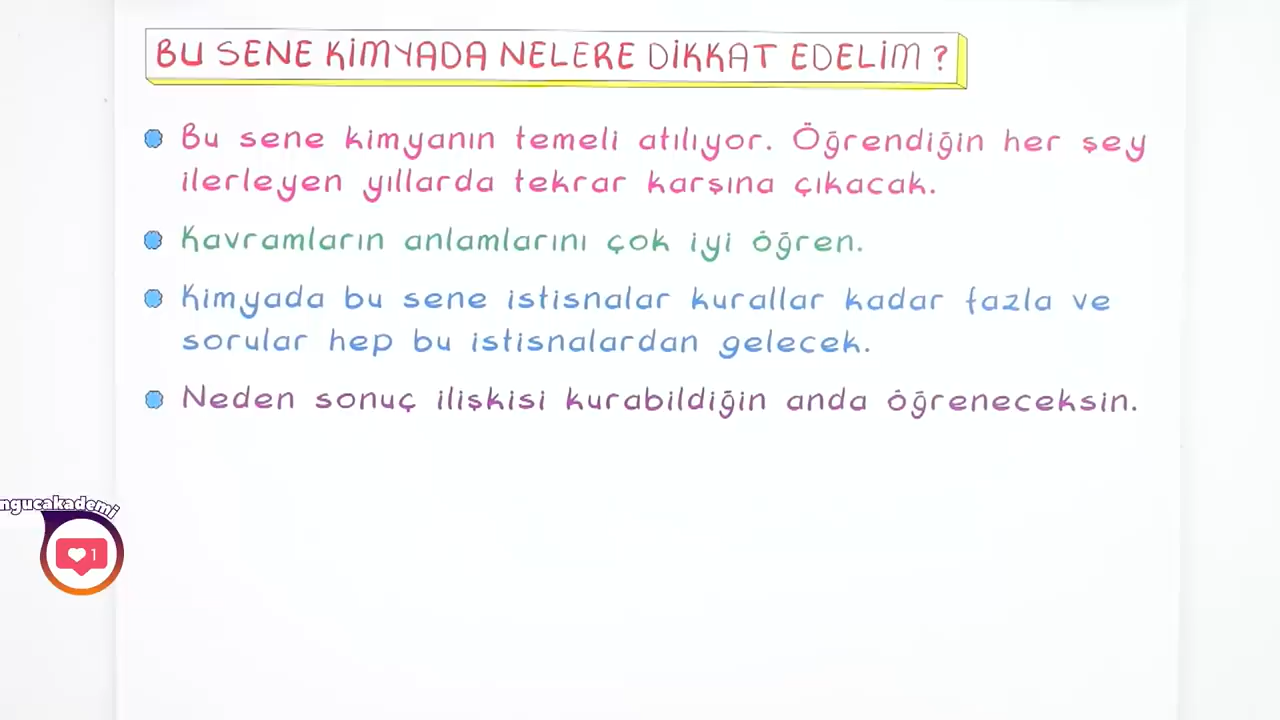 BU SENE KİMYADA NELERE DİKKAT EDELİM ?
Bu sene kimyanın temeli atılıyor. Öğrendiğin her şey
ilerleyen yıllarda tekrar karşına çıkacak.
Kavramların anlamlarını çok iyi öğren.
Kimyada bu sene istisnalar kurallar kadar fazla ve
sorular hep bu istisnalardan gelecek.
Neden sonuç ilişkisi kurabildiğin anda öğreneceksin.
ngucakademi
1